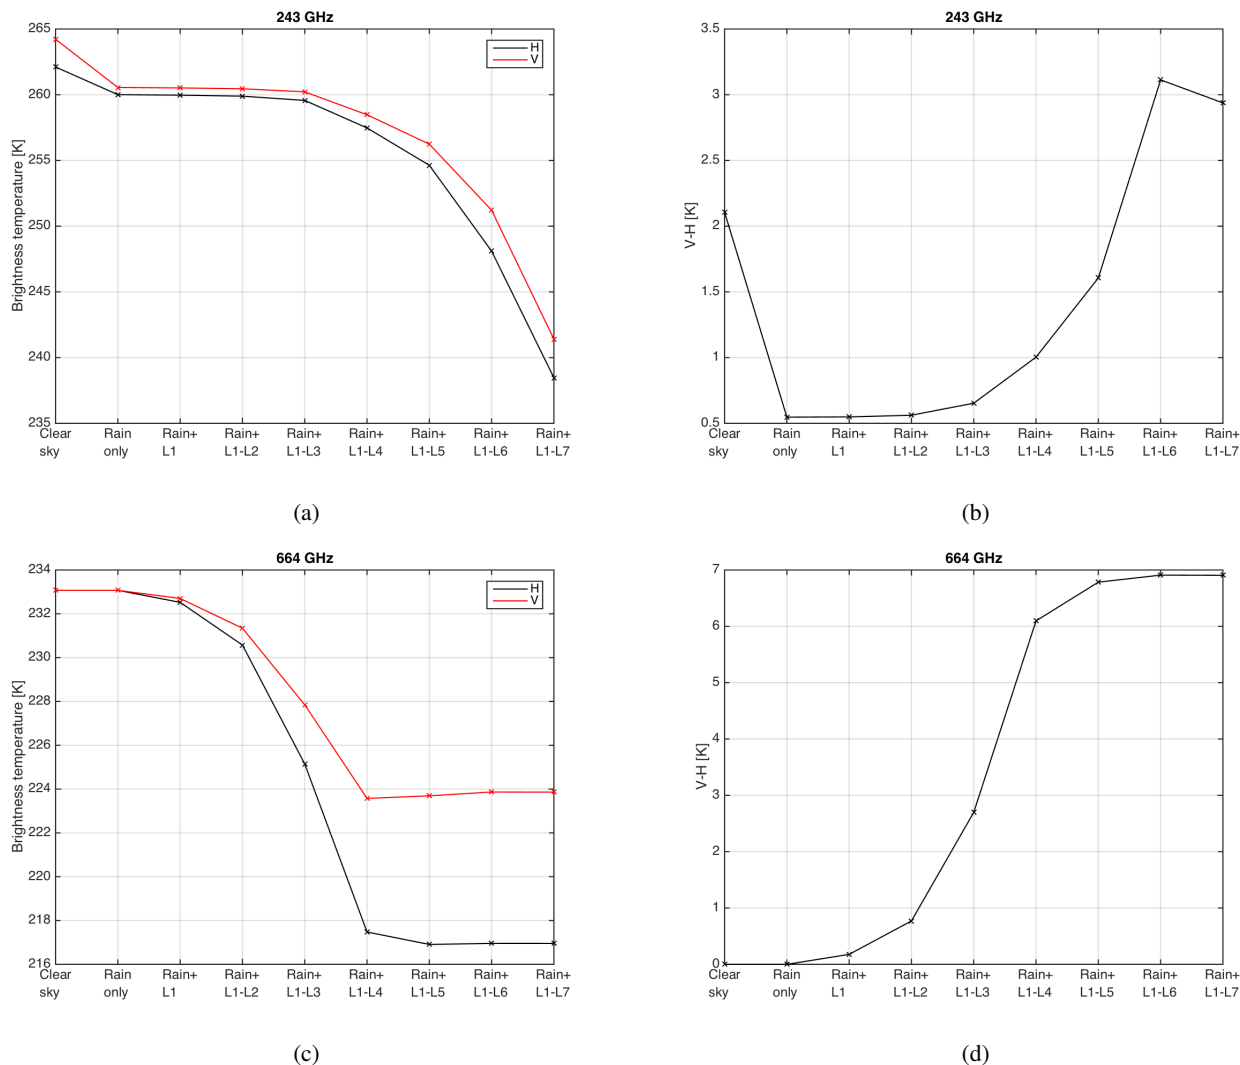 243 GHz
265
260
255
250
245
240
235
Brightness temperature [K]
H
V
Clear sky
Rain only
Rain+ L1
Rain+ L1-L2
Rain+ L1-L3
Rain+ L1-L4
Rain+ L1-L5
Rain+ L1-L6
Rain+ L1-L7
(a)
243 GHz
3.5
3
2.5
2
1.5
1
0.5
V-H [K]
Clear sky
Rain only
Rain+ L1
Rain+ L1-L2
Rain+ L1-L3
Rain+ L1-L4
Rain+ L1-L5
Rain+ L1-L6
Rain+ L1-L7
(b)
664 GHz
234
232
230
228
226
224
222
220
218
216
Brightness temperature [K]
H
V
Clear sky
Rain only
Rain+ L1
Rain+ L1-L2
Rain+ L1-L3
Rain+ L1-L4
Rain+ L1-L5
Rain+ L1-L6
Rain+ L1-L7
(c)
664 GHz
7
6
5
4
3
2
1
0
V-H [K]
Clear sky
Rain only
Rain+ L1
Rain+ L1-L2
Rain+ L1-L3
Rain+ L1-L4
Rain+ L1-L5
Rain+ L1-L6
Rain+ L1-L7
(d)